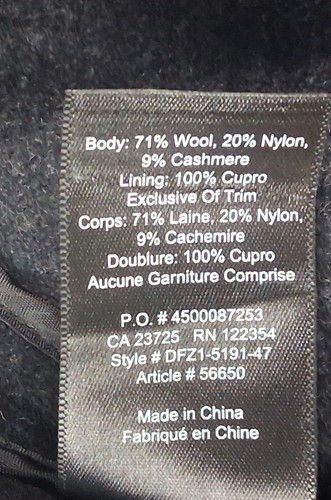 Body: 71% Wool, 20% Nylon,
9% Cashmere
Lining: 100% Cupro
Exclusive Of Trim
Corps: 71% Laine, 20% Nylon,
9% Cachemire
Doublure: 100% Cupro
Aucune Garniture Comprise
P.O. # 4500087253
CA 23725 RN 122354
Style # DFZ1-5191-47
Article # 56650
Made in China
Fabriqué en Chine